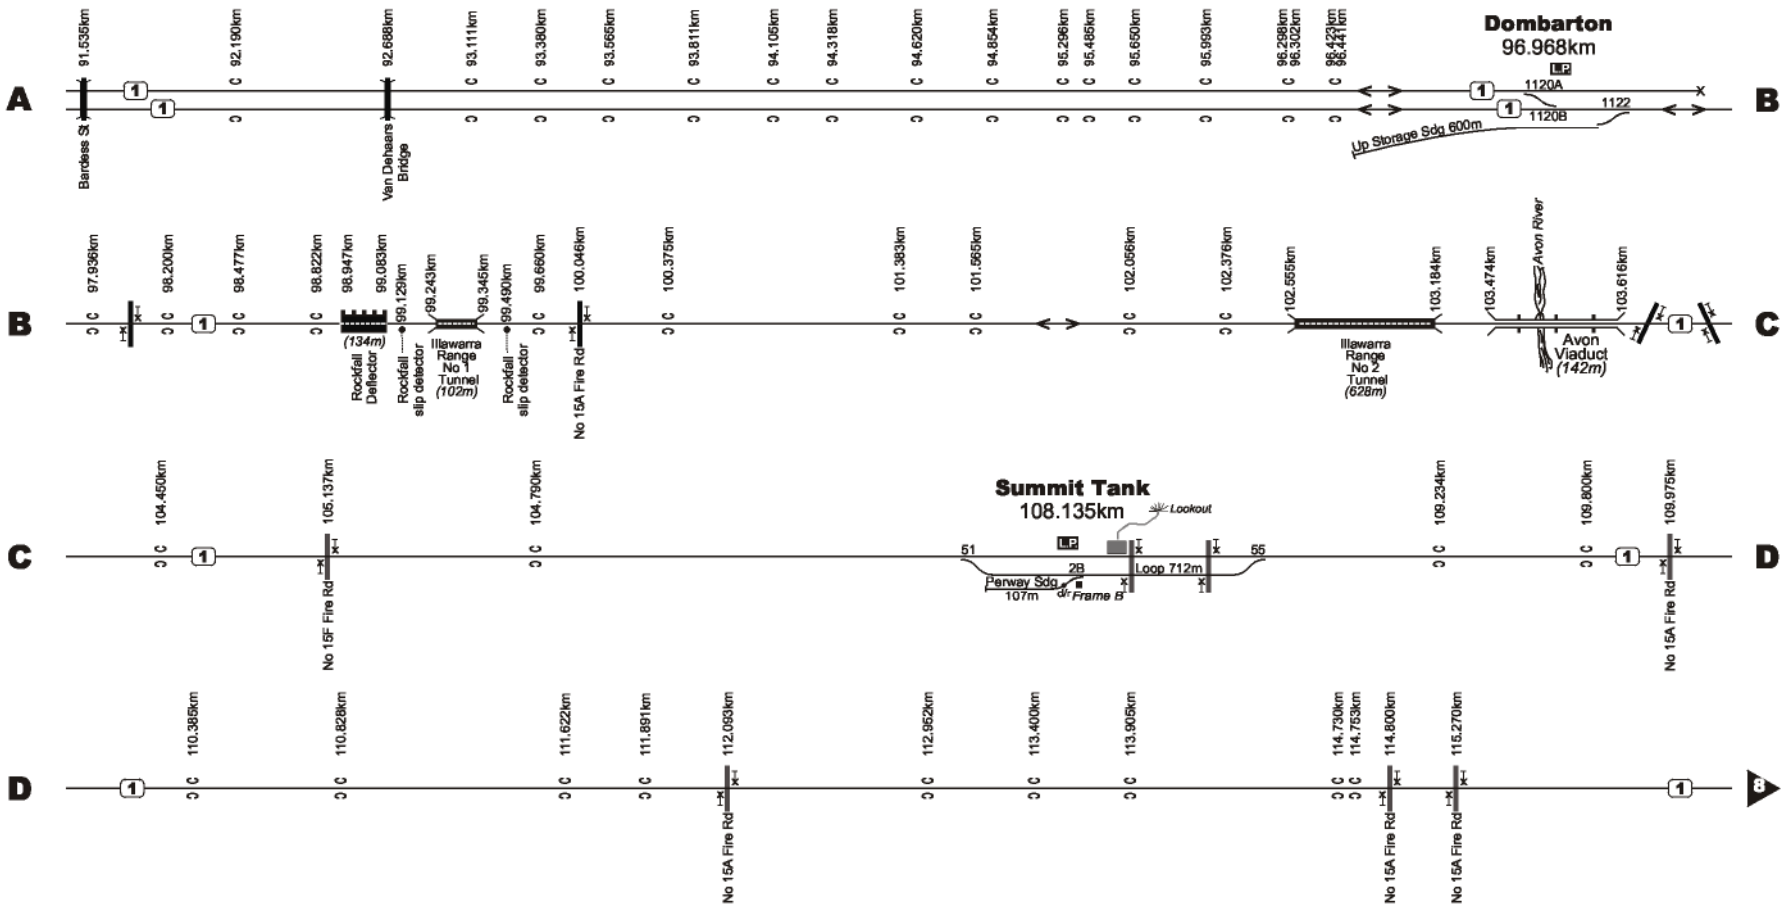 91.535km
92.190km
92.688km
93.111km
93.380km
93.565km
93.811km
94.105km
94.318km
94.620km
94.854km
95.296km
95.485km
95.650km
95.993km
96.298km
96.302km
96.423km
96.441km
Dombarton
96.968km
L.P
A
1
1
1
1
1120A
1120B
1122
X
B
Up Storage Sdg 600m
Bardess St
Van Dehaars
Bridge
97.936km
98.200km
98.477km
98.822km
98.947km
99.083km
99.129km
99.243km
99.345km
99.490km
99.660km
100.046km
100.375km
101.383km
101.565km
102.056km
102.376km
102.555km
103.184km
103.474km
Avon River
103.616km
B
1
1
C
(134m)
Rockfall
Deflector
Rockfall
slip detector
Illawarra
Range
No 1
Tunnel
(102m)
Rockfall
slip detector
No 15A Fire Rd
Illawarra
Range
No 2
Tunnel
(628m)
Avon
Viaduct
(142m)
104.450km
105.137km
104.790km
Summit Tank
108.135km
Lookout
L.P
109.234km
109.800km
109.975km
C
1
51
55
1
D
2B
Loop 712m
Perway Sdg
107m
d/r Frame B
No 15F Fire Rd
No 15A Fire Rd
110.385km
110.828km
111.622km
111.891km
112.093km
112.952km
113.400km
113.905km
114.730km
114.753km
114.800km
115.270km
D
1
1
8
No 15A Fire Rd
No 15A Fire Rd
No 15A Fire Rd